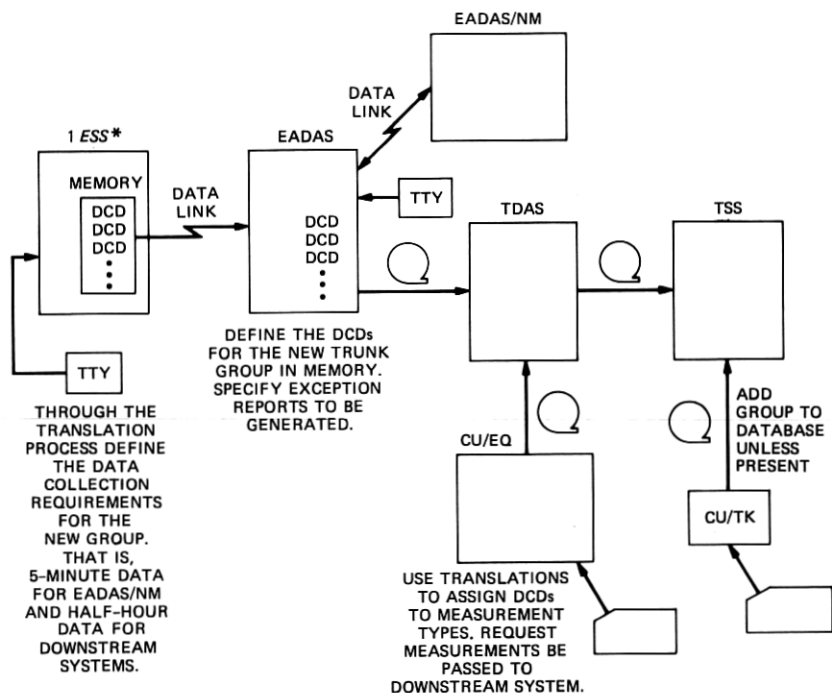 EADAS/NM
DATA
LINK
1 ESS*
MEMORY
DCD
DCD
DCD
DATA
LINK
EADAS
DCD
DCD
DCD
TTY
TDAS
TSS
TTY
THROUGH THE
TRANSLATION
PROCESS DEFINE
THE DATA
COLLECTION
REQUIREMENTS
FOR THE
NEW GROUP.
THAT IS,
5-MINUTE DATA
FOR EADAS/NM
AND HALF-HOUR
DATA FOR
DOWNSTREAM
SYSTEMS.
DEFINE THE DCDs
FOR THE NEW TRUNK
GROUP IN MEMORY.
SPECIFY EXCEPTION
REPORTS TO BE
GENERATED.
CU/EQ
USE TRANSLATIONS
TO ASSIGN DCDs
TO MEASUREMENT
TYPES, REQUEST
MEASUREMENTS BE
PASSED TO
DOWNSTREAM SYSTEM.
ADD
GROUP TO
DATABASE
UNLESS
PRESENT
CU/TK